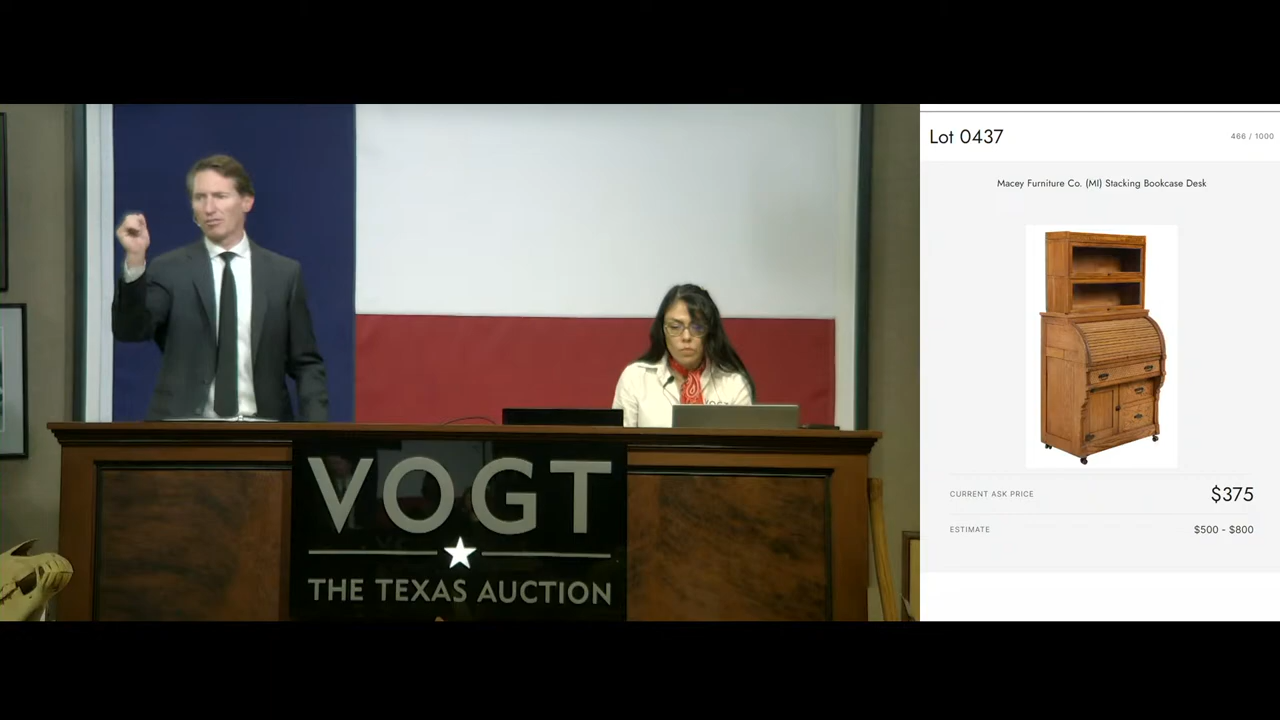 Lot 0437
466 / 1000
Macey Furniture Co. (MI) Stacking Bookcase Desk
CURRENT ASK PRICE
$375
ESTIMATE
$500 - $800
VOGT
VOGT
THE TEXAS AUCTION